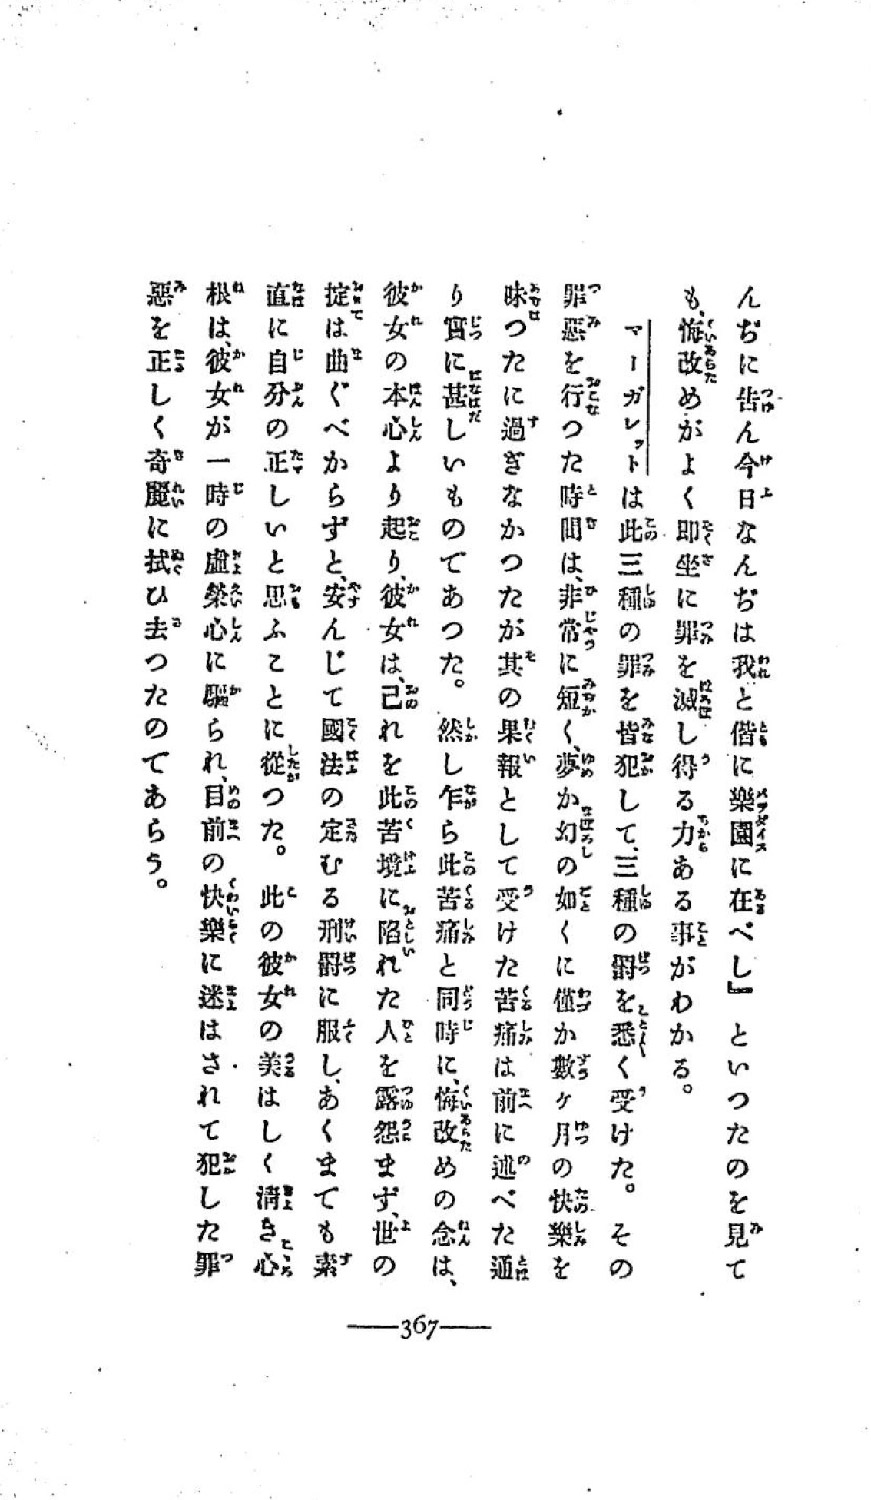 んぢに告ん今日なんぢは我と偕に樂園に在べし』といつたのを見て
も、悔改めがよく即坐に罪を滅し得る力ある事がわかる。
マーガレットは此三種の罪を皆犯して、三種の罰を悉く受けた。その
罪惡を行つた時間は、非常に短く、夢か幻の如くに僅か數ヶ月の快樂を
味つたに過ぎなかつたが其の果報として受けた苦痛は前に述べた通
り實に甚しいものであつた。然し乍ら此苦痛と同時に、悔改めの念は、
彼女の本心より起り、彼女は、己れを此苦境に陷れた人を露怨まず、世の
掟は曲ぐべからずと、安んじて國法の定むる刑罰に服し、あくまでも素
直に自分の正しいと思ふことに從つた。此の彼女の美はしく淸き心
根は、彼女が一時の虛榮心に驅られ、目前の快樂に迷はされて犯した罪
惡を正しく奇麗に拭ひ去つたのであらう。
367